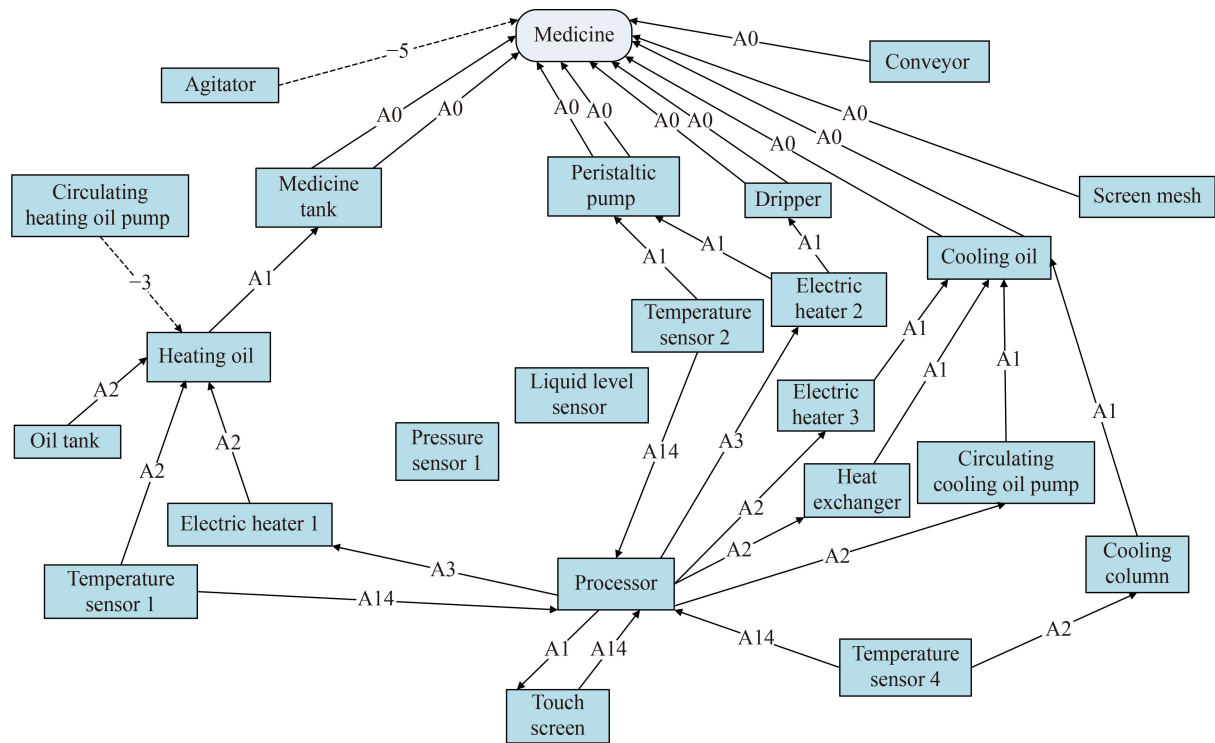 Medicine
−5
A0
Conveyor
Agitator
A0
A0
A0
A0
A0
A0
A0
A0
A0
Circulating
heating oil pump
Medicine
tank
Peristaltic
pump
Dripper
Screen mesh
A1
A1
A1
Cooling oil
−3
A1
Electric
heater 2
Temperature
sensor 2
Heating oil
A1
A1
A1
Liquid level
sensor
Electric
heater 3
A2
A1
Oil tank
A2
Pressure
sensor 1
A14
A3
Circulating
cooling oil pump
A2
Heat
exchanger
A2
Electric heater 1
A2
A2
Cooling
column
A3
Processor
Temperature
sensor 1
A14
A1
A14
A14
A2
Temperature
sensor 4
Touch
screen